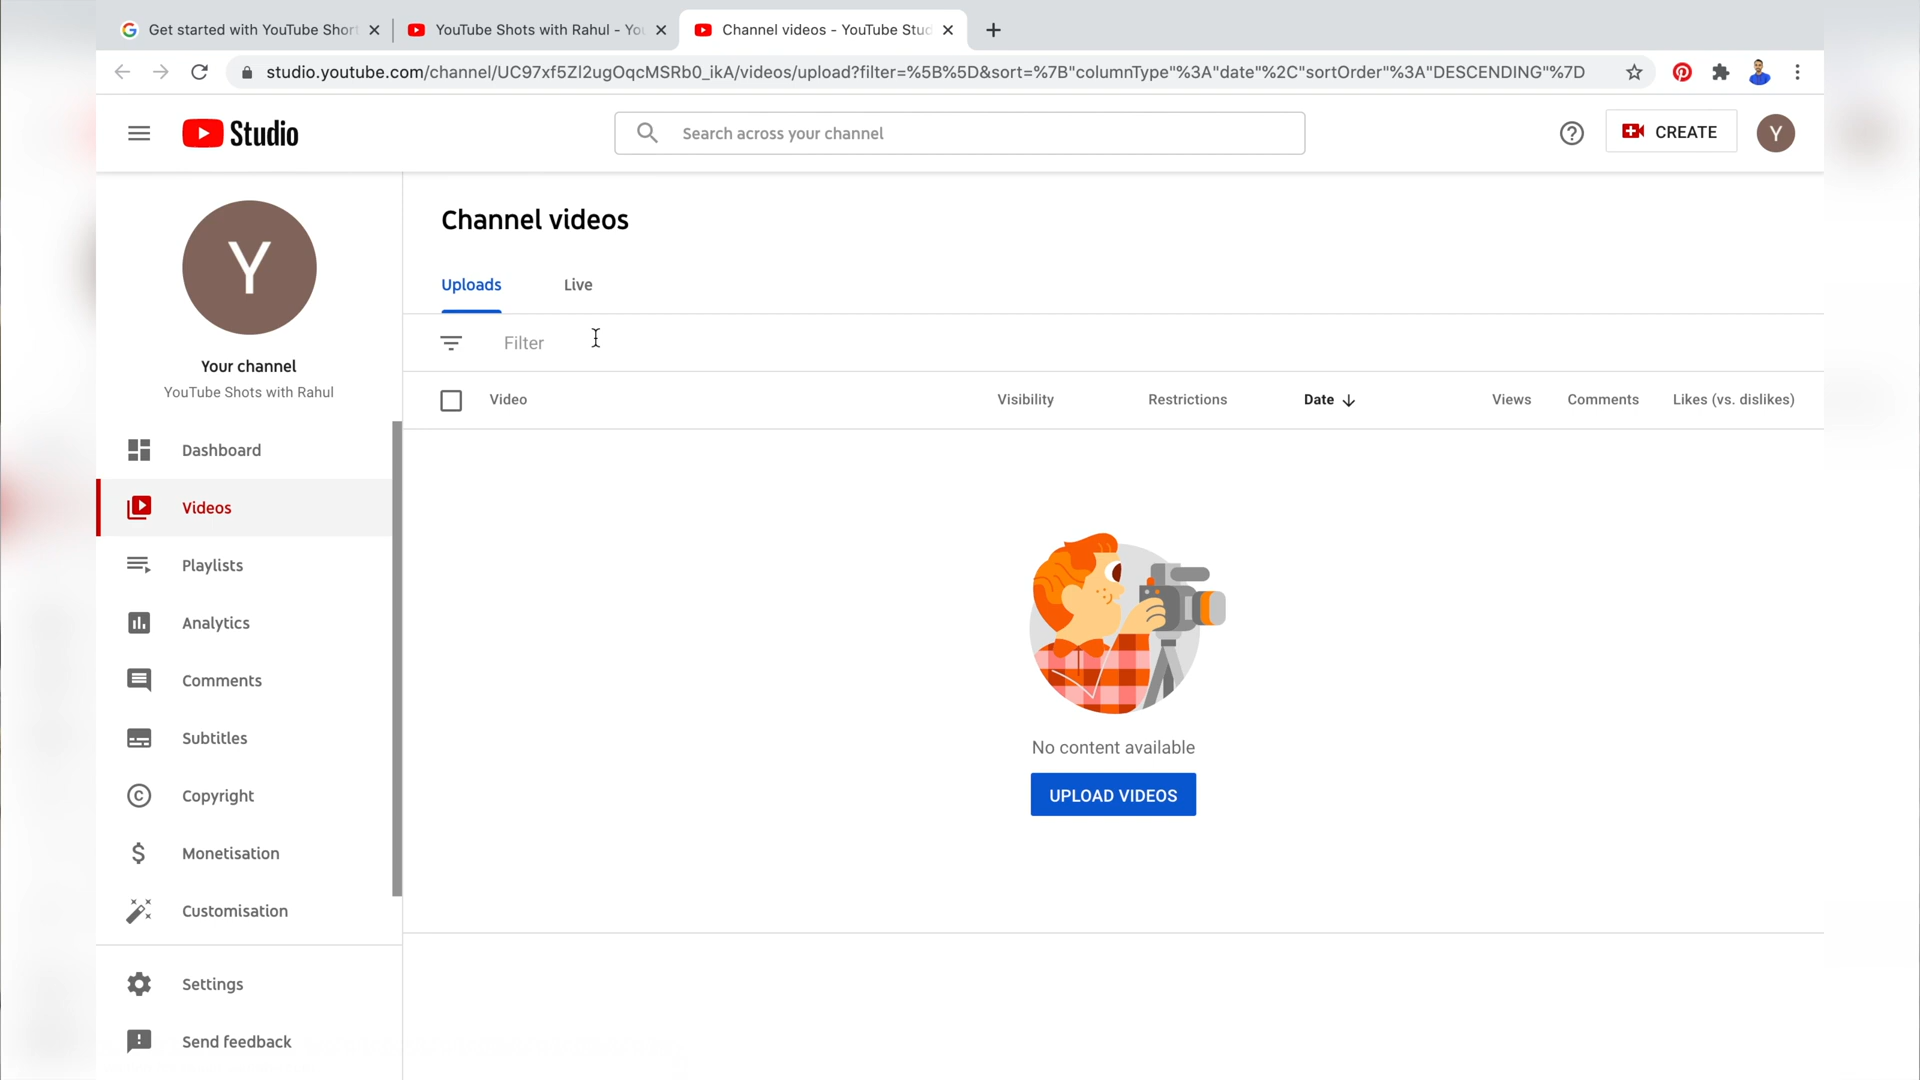 Get started with YouTube Short
YouTube Shots with Rahul - You
Channel videos - YouTube Stud
studio.youtube.com/channel/UC97xf5Zl2ugOqcMSRb0_ikA/videos/upload?filter=%5B%5D&sort=%7B"columnType"%3A"date"%2C"sortOrder"%3A"DESCENDING"%7D
Studio
Search across your channel
CREATE
Y
Y
Your channel
YouTube Shots with Rahul
Dashboard
Videos
Playlists
Analytics
Comments
Subtitles
Copyright
Monetisation
Customisation
Settings
Send feedback
Channel videos
Uploads Live
Filter
Video Visibility Restrictions Date Views Comments Likes (vs. dislikes)
No content available
UPLOAD VIDEOS